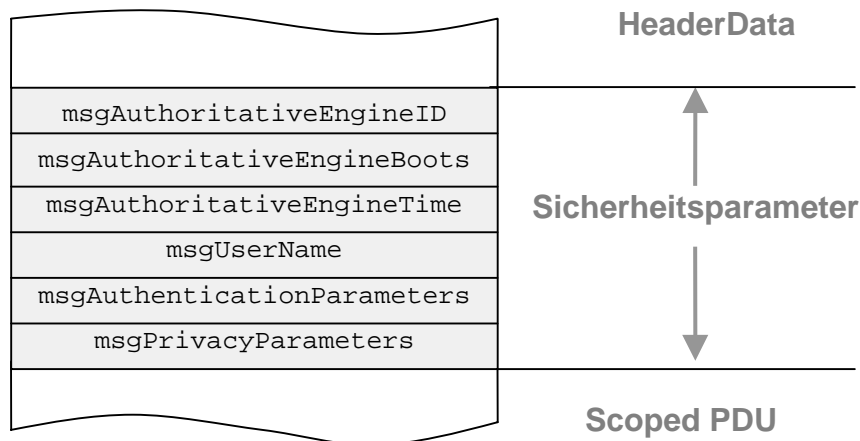 HeaderData
msgAuthoritativeEngineID
msgAuthoritativeEngineBoots
msgAuthoritativeEngineTime
Sicherheitsparameter
msgUserName
msgAuthenticationParameters
msgPrivacyParameters
Scoped PDU